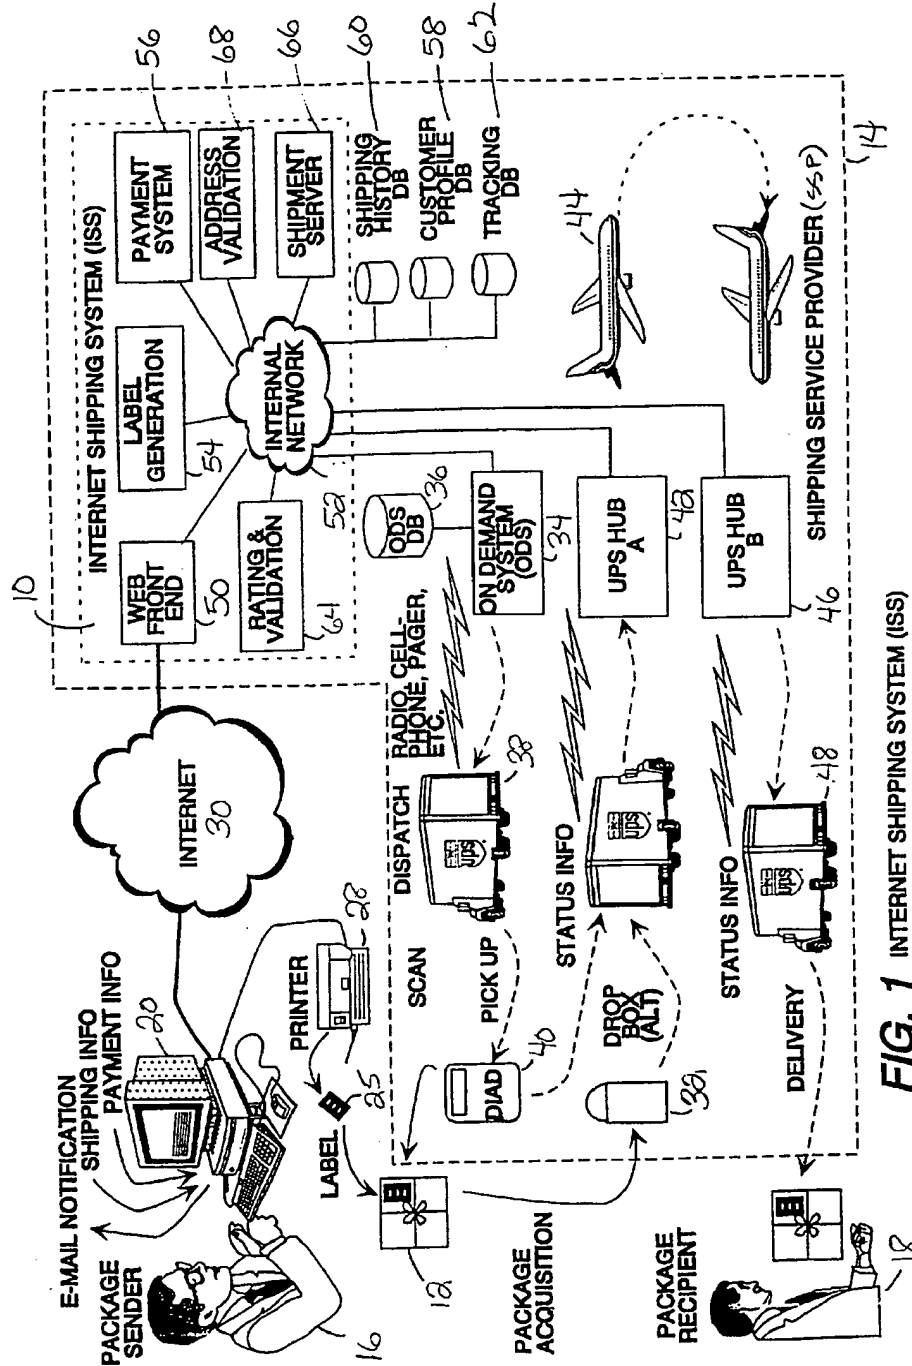 E-MAIL NOTIFICATION
SHIPPING INFO
PAYMENT INFO
PACKAGE
SENDER
16
20
PRINTER
28
LABEL
25
12
INTERNET
30
10
INTERNET SHIPPING SYSTEM (ISS)
WEB
FRONT
END
50
LABEL
GENERATION
54
PAYMENT
SYSTEM
56
ADDRESS
VALIDATION
68
SHIPMENT
SERVER
66
RATING &
VALIDATION
64
INTERNAL
NETWORK
52
SHIPPING
HISTORY
DB
60
CUSTOMER
PROFILE
DB
58
TRACKING
DB
62
ODS
DB
36
ON DEMAND
SYSTEM
(ODS)
34
RADIO, CELL-
PHONE, PAGER,
ETC.
DISPATCH
SCAN
38
UPS
PICK UP
DIAD
40
STATUS INFO
UPS
UPS HUB
A
42
44
DROP
BOX
(ALT)
32
PACKAGE
ACQUISITION
UPS HUB
B
46
STATUS INFO
UPS
48
DELIVERY
PACKAGE
RECIPIENT
18
SHIPPING SERVICE PROVIDER (SSP)
14
FIG. 1 INTERNET SHIPPING SYSTEM (ISS)